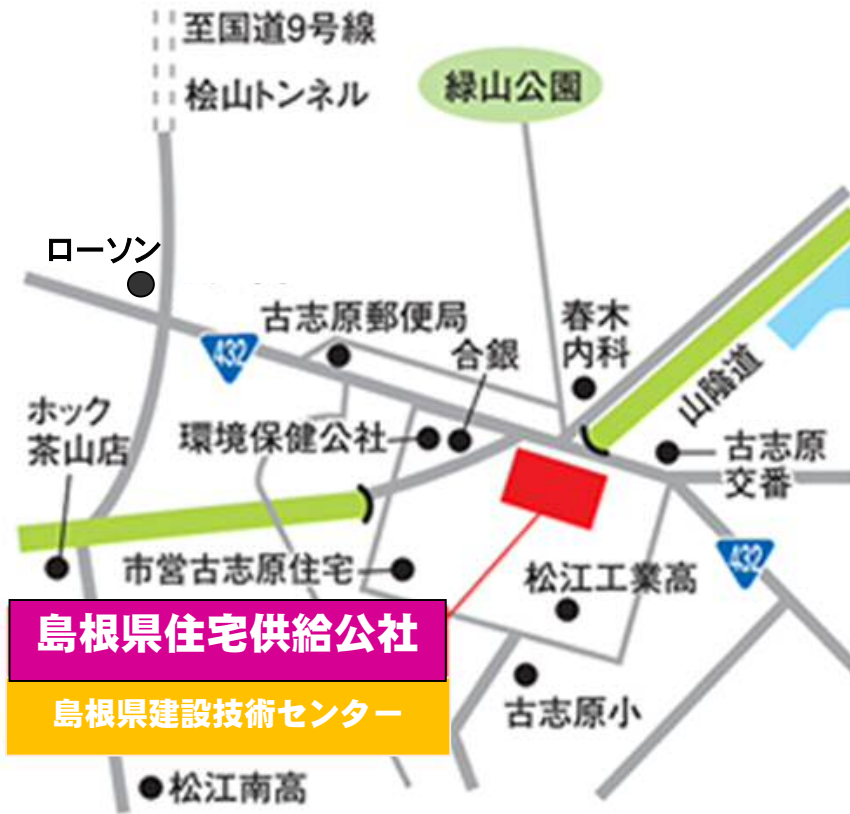 至国道9号線
桧山トンネル
緑山公園
ローソン
古志原郵便局
春木
内科
合銀
432
山陰道
ホック
茶山店
環境保健公社
古志原
交番
432
市営古志原住宅
松江工業高
島根県住宅供給公社
島根県建設技術センター
古志原小
松江南高